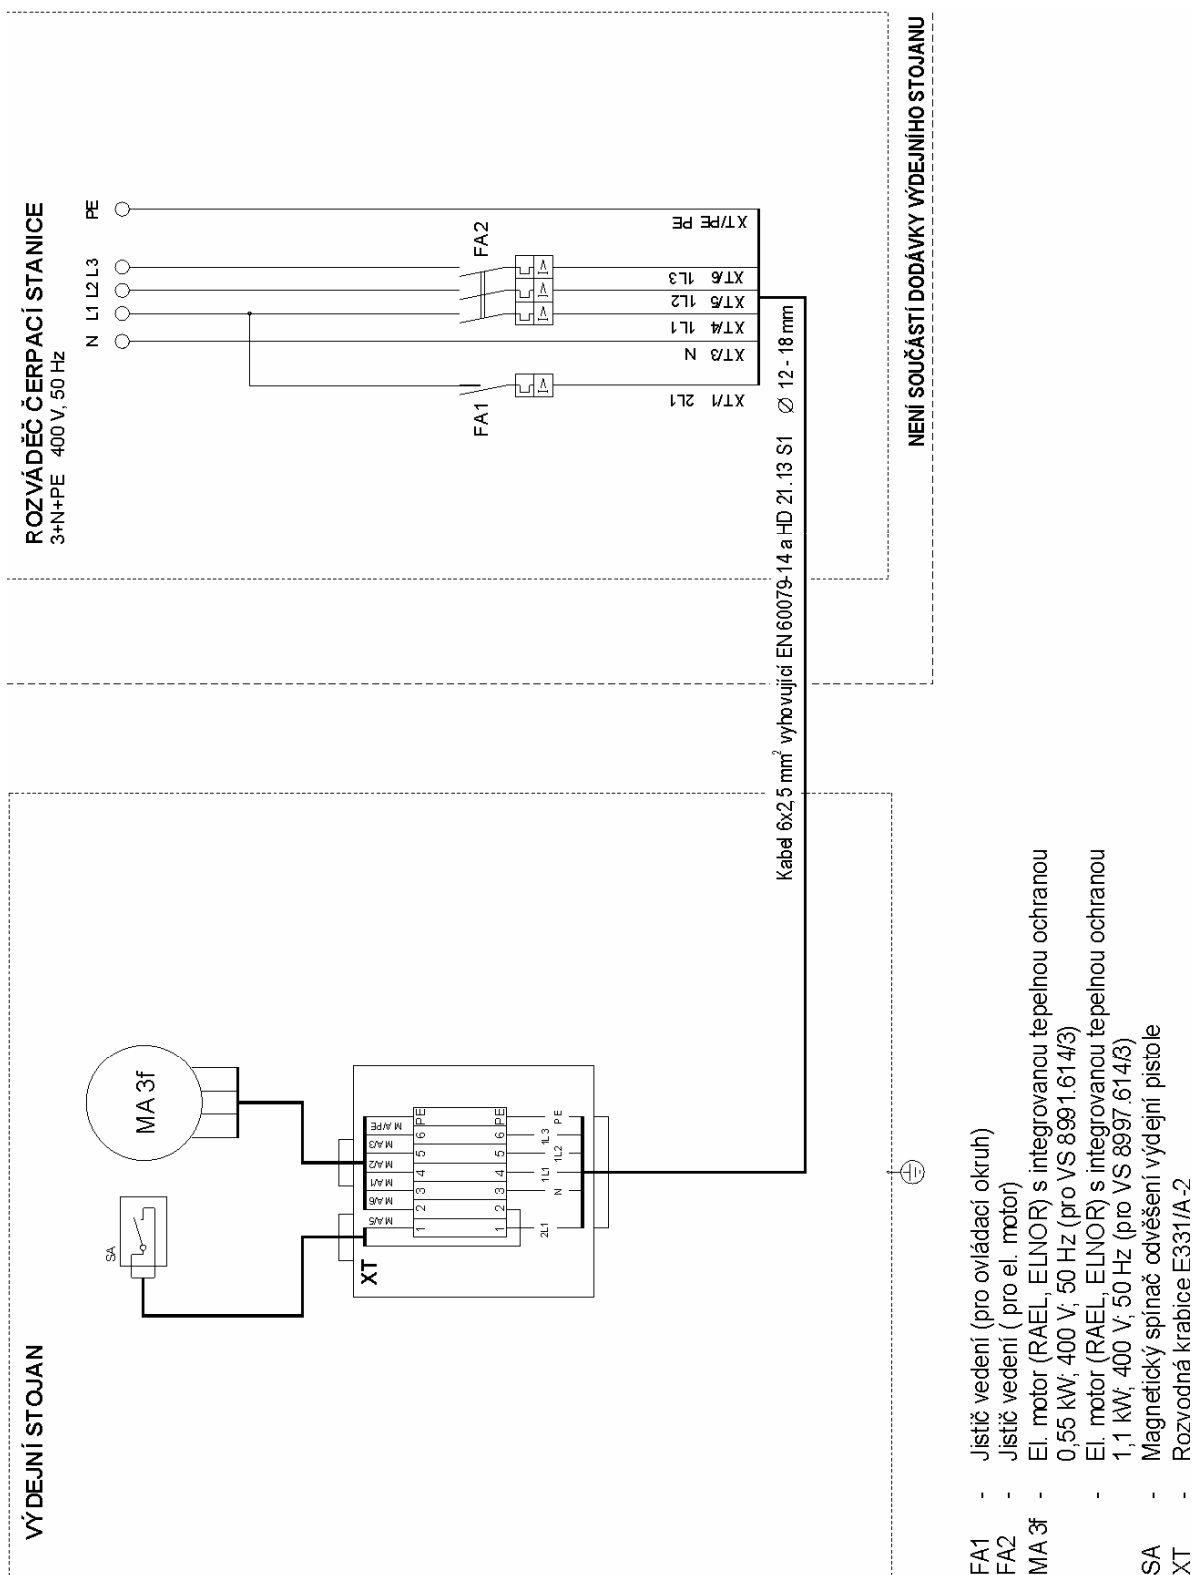 VÝDEJNÍ STOJAN
ROZVÁDĚČ ČERPACÍ STANICE
3+N+PE 400 V, 50 Hz
N L1 L2 L3 PE
FA1
FA2
I>
I> I> I>
2L1 XT/1
N XT/3
1L1 XT/4
1L2 XT/5
1L3 XT/6
XT/PE PE
SA
MA 3f
XT
MA/5 MA/6 MA/1 MA/2 MA/3 MA/PE
1 2 3 4 5 6 PE
1 2 3 4 5 6 PE
2L1 N 1L1 1L2 1L3 PE
Kabel 6x2,5 mm² vyhovující EN 60079-14 a HD 21.13 S1 Ø 12 - 18 mm
NENÍ SOUČÁSTÍ DODÁVKY VÝDEJNÍHO STOJANU
FA1 - Jistič vedení (pro ovládací okruh)
FA2 - Jistič vedení ( pro el. motor)
MA 3f - El. motor (RAEL, ELNOR) s integrovanou tepelnou ochranou
0,55 kW; 400 V; 50 Hz (pro VS 8991.614/3)
- El. motor (RAEL, ELNOR) s integrovanou tepelnou ochranou
1,1 kW; 400 V; 50 Hz (pro VS 8997.614/3)
SA - Magnetický spínač odvěšení výdejní pistole
XT - Rozvodná krabice E331/A-2